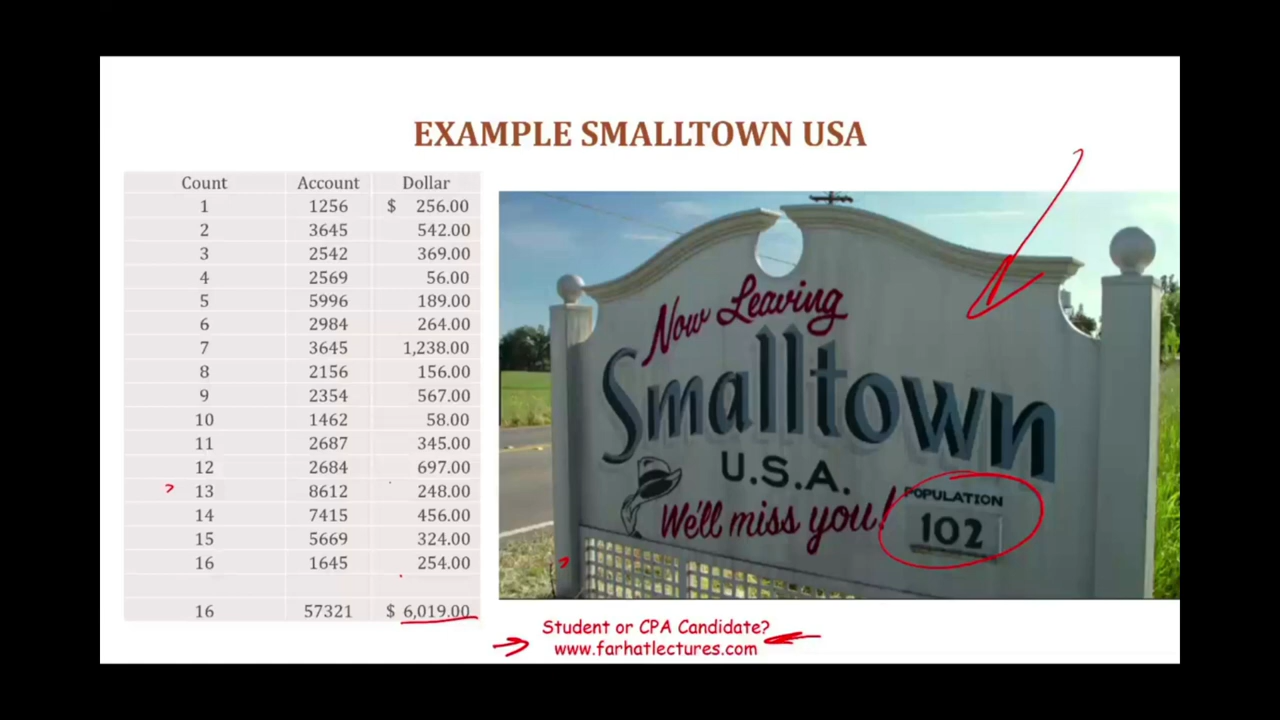 EXAMPLE SMALLTOWN USA
Count Account Dollar
1 1256 $ 256.00
2 3645 542.00
3 2542 369.00
4 2569 56.00
5 5996 189.00
6 2984 264.00
7 3645 1,238.00
8 2156 156.00
9 2354 567.00
10 1462 58.00
11 2687 345.00
12 2684 697.00
13 8612 248.00
14 7415 456.00
15 5669 324.00
16 1645 254.00
16 57321 $ 6,019.00
Now Leaving
Smalltown
U.S.A.
We'll miss you!
POPULATION
102
Student or CPA Candidate?
www.farhatlectures.com